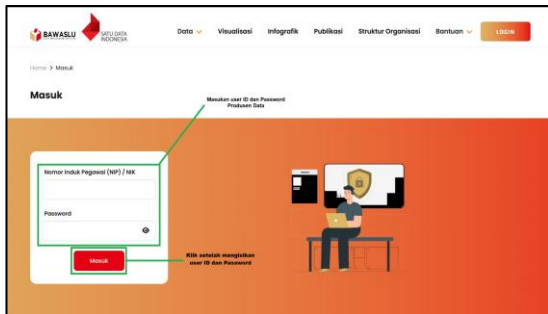 BAWASLU
SATU DATA
INDONESIA
Data
Visualisasi
Infografik
Publikasi
Struktur Organisasi
Bantuan
LOGIN
Home > Masuk
Masuk
Masukan user ID dan Password
Produsen Data
Nomor Induk Pegawai (NIP) / NIK
Password
Masuk
Klik setelah mengisikan
user ID dan Password